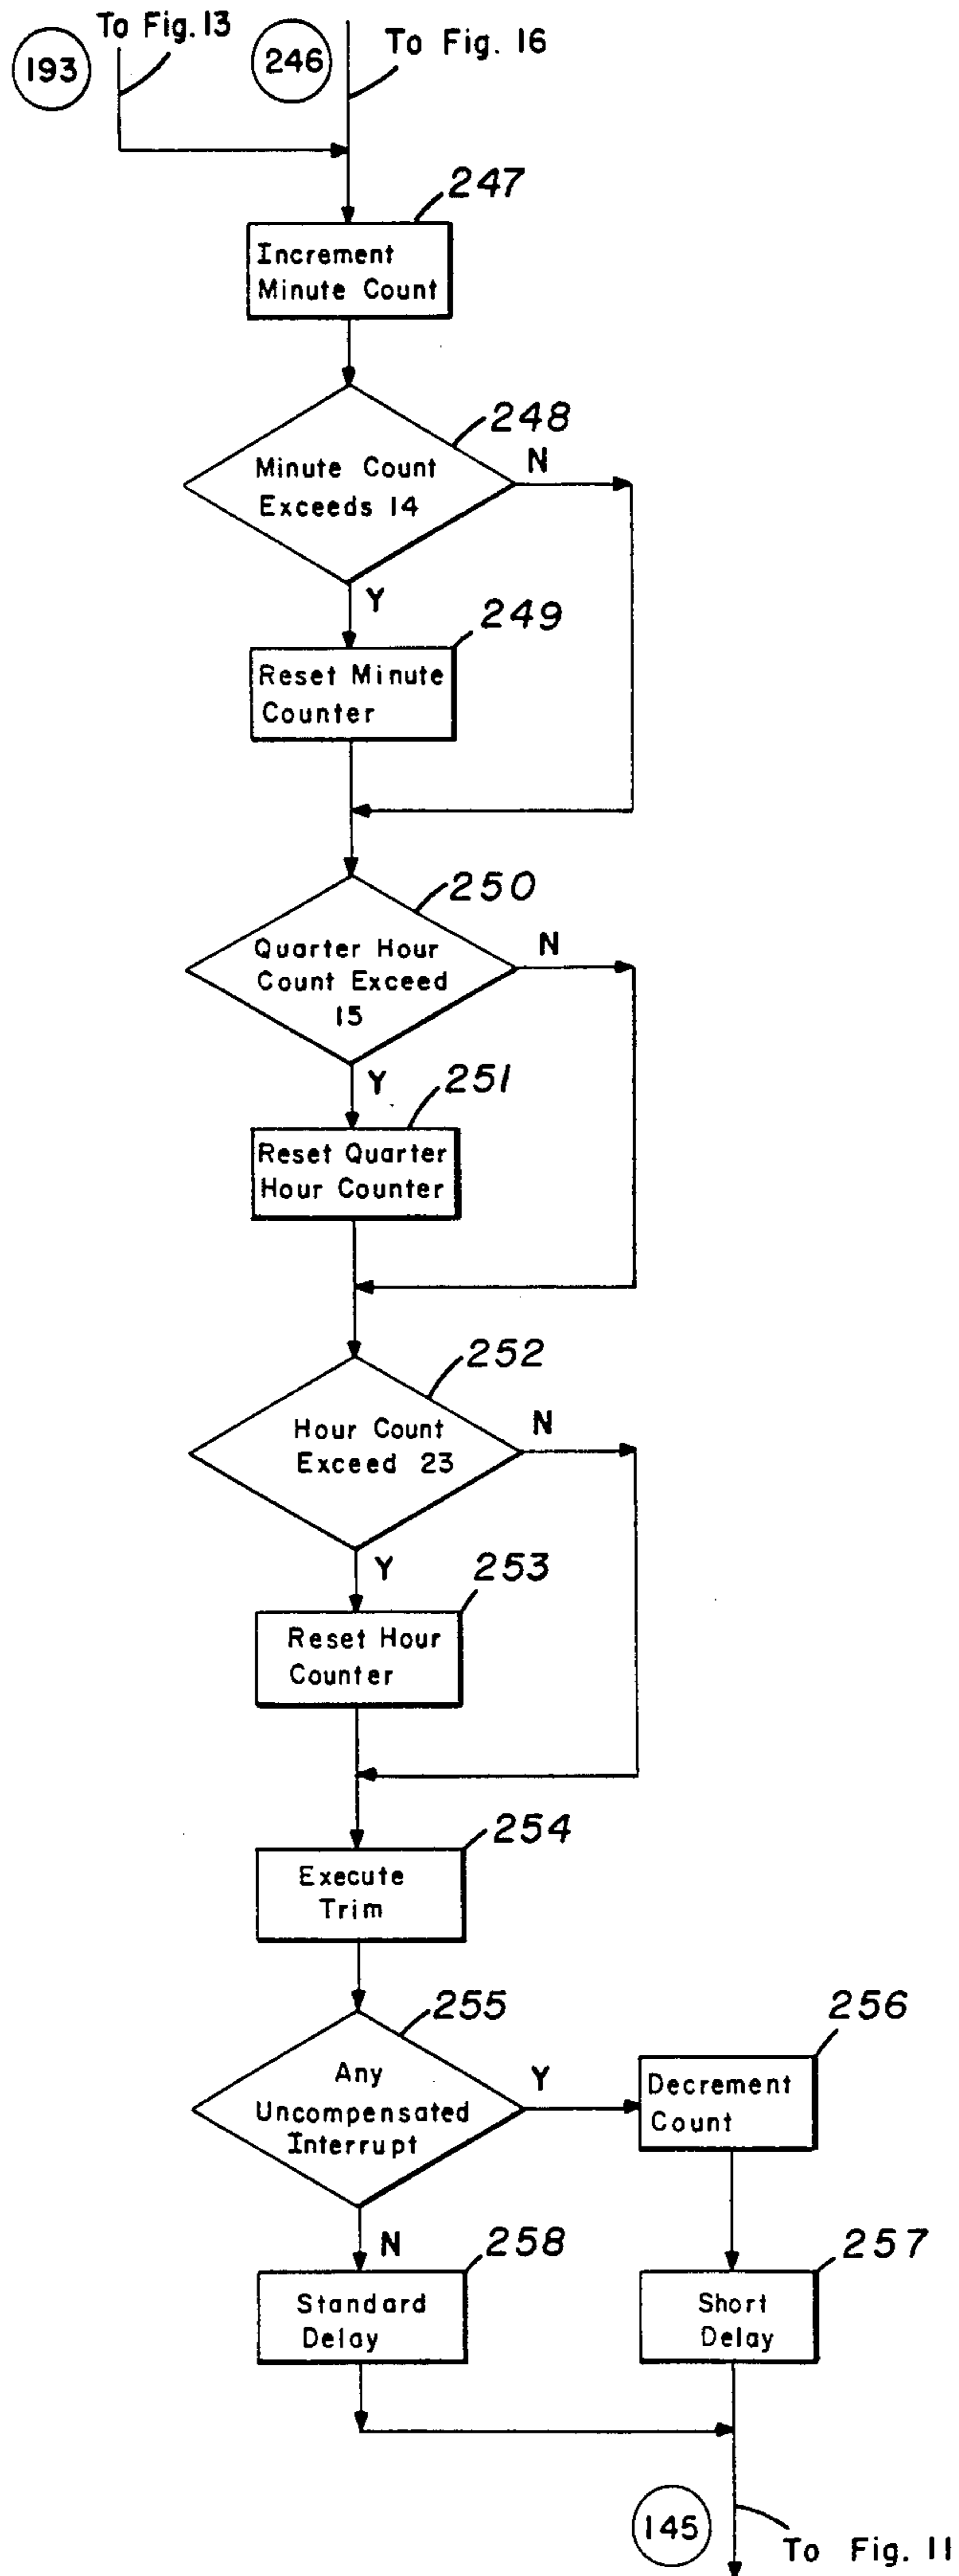 To Fig. 13
193
246
To Fig. 16
247
Increment
Minute Count
248
Minute Count
Exceeds 14
N
Y
249
Reset Minute
Counter
250
Quarter Hour
Count Exceed
15
N
Y
251
Reset Quarter
Hour Counter
252
Hour Count
Exceed 23
N
Y
253
Reset Hour
Counter
254
Execute
Trim
255
Any
Uncompensated
Interrupt
Y
N
256
Decrement
Count
258
Standard
Delay
257
Short
Delay
145
To Fig. 11